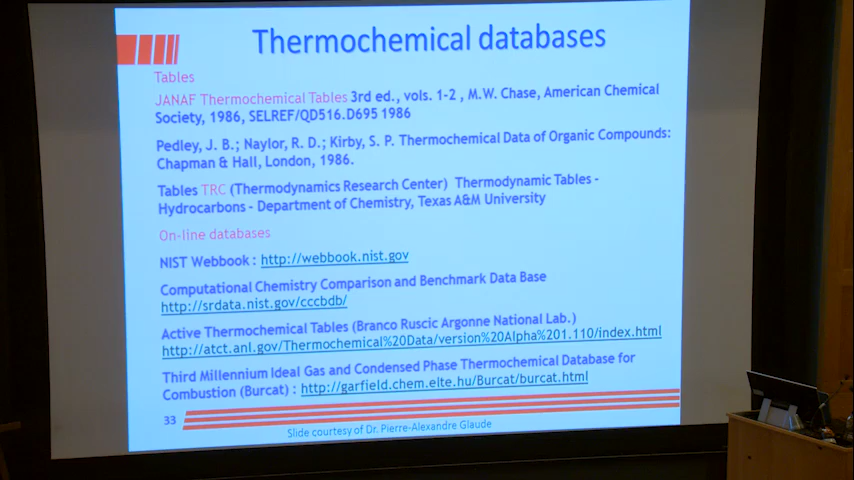 Thermochemical databases
Tables
JANAF Thermochemical Tables 3rd ed., vols. 1-2 , M.W. Chase, American Chemical
Society, 1986, SELREF/QD516.D695 1986
Pedley, J. B.; Naylor, R. D.; Kirby, S. P. Thermochemical Data of Organic Compounds:
Chapman & Hall, London, 1986.
Tables TRC (Thermodynamics Research Center) Thermodynamic Tables -
Hydrocarbons - Department of Chemistry, Texas A&M University
On-line databases
NIST Webbook : http://webbook.nist.gov
Computational Chemistry Comparison and Benchmark Data Base
http://srdata.nist.gov/cccbdb/
Active Thermochemical Tables (Branco Ruscic Argonne National Lab.)
http://atct.anl.gov/Thermochemical%20Data/version%20Alpha%201.110/index.html
Third Millennium Ideal Gas and Condensed Phase Thermochemical Database for
Combustion (Burcat) : http://garfield.chem.elte.hu/Burcat/burcat.html
33
Slide courtesy of Dr. Pierre-Alexandre Glaude